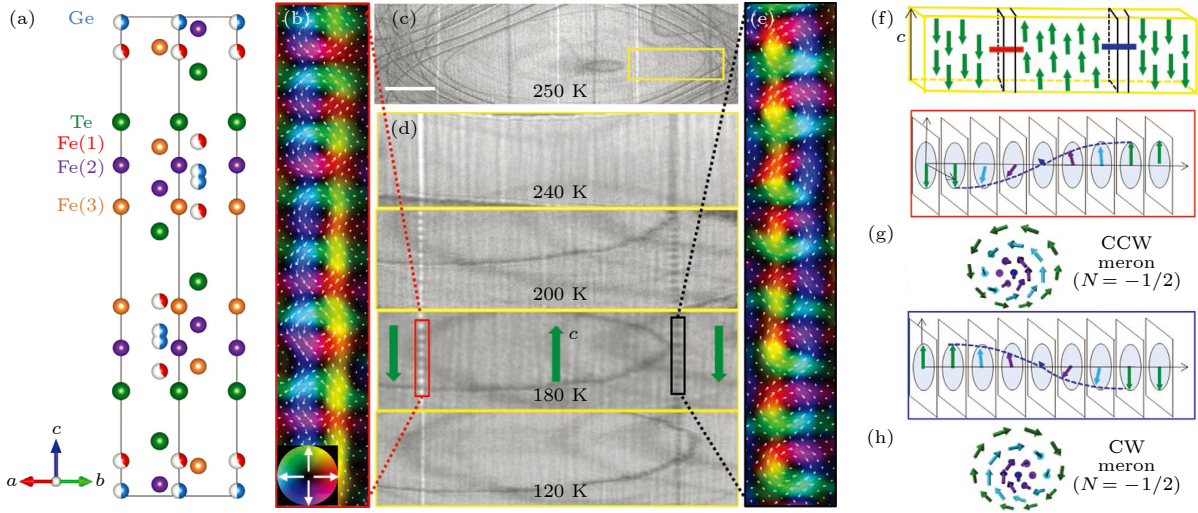 (a)
Ge
Te
Fe(1)
Fe(2)
Fe(3)
c
a
b
(b)
(c)
250 K
(d)
240 K
200 K
c
180 K
120 K
(e)
(f)
c
(g)
CCW
meron
(N = −1/2)
(h)
CW
meron
(N = −1/2)